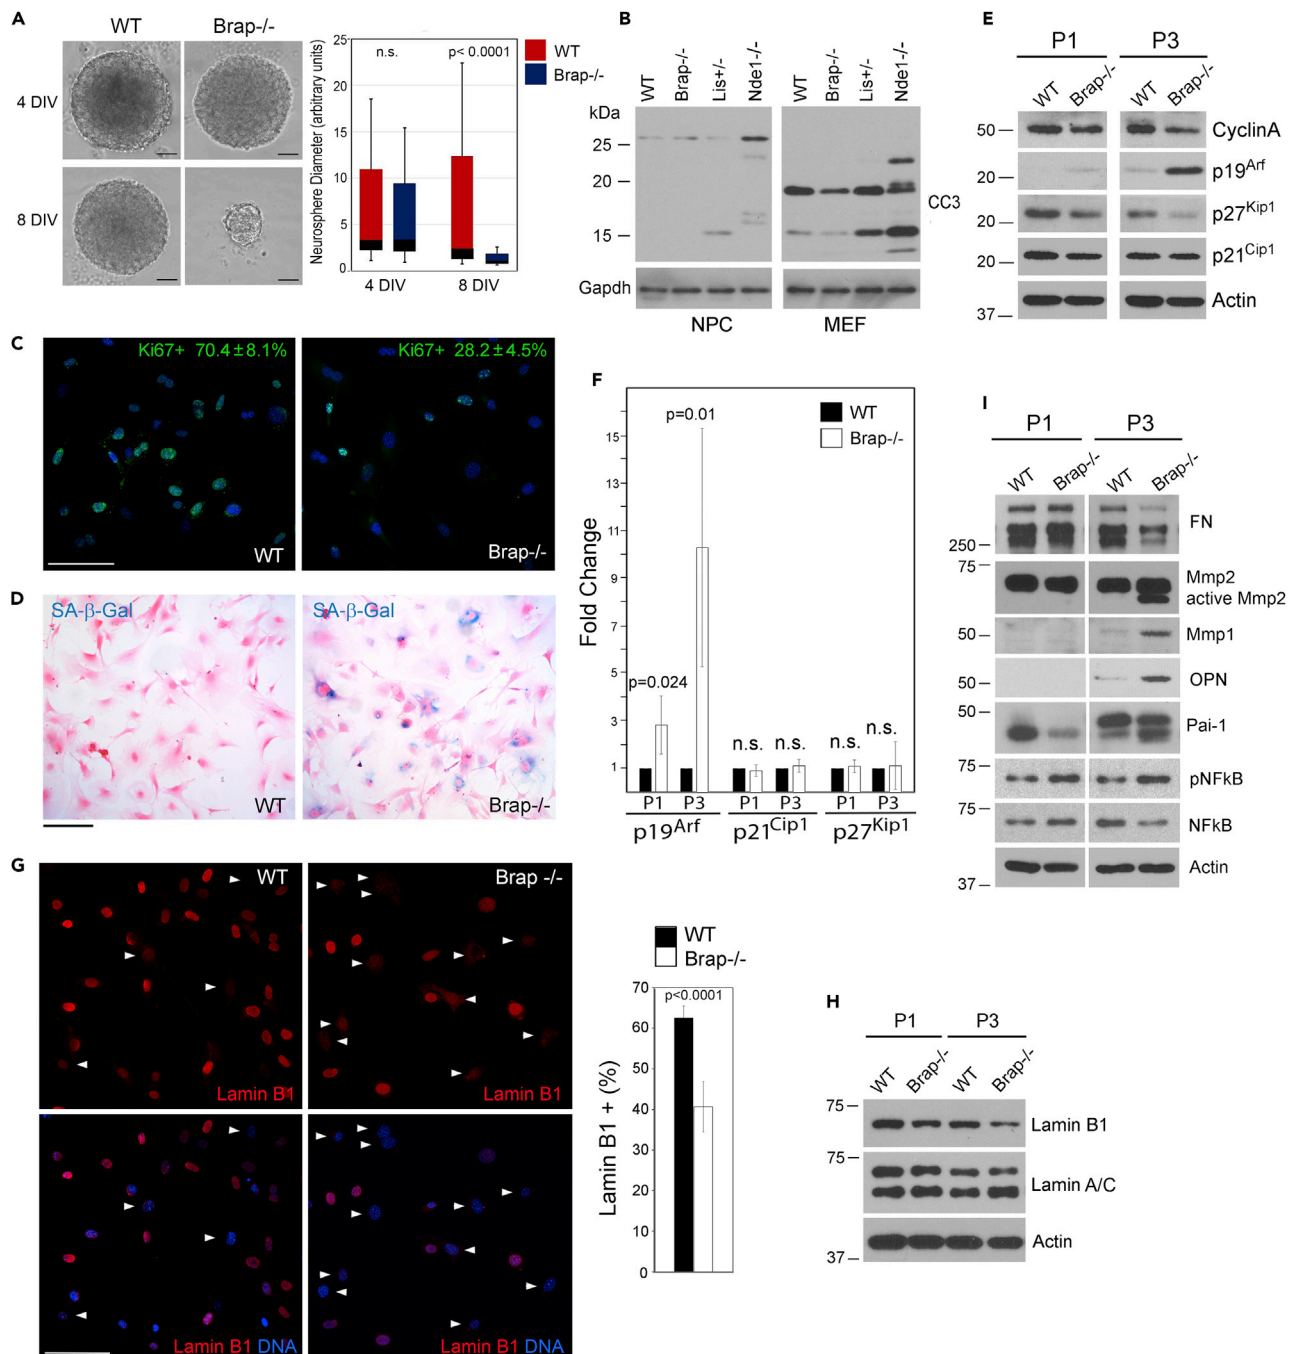 A
WT
Brap-/-
4 DIV
8 DIV
Neurosphere Diameter (arbitrary units)
25
20
15
10
5
0
n.s.
p< 0.0001
WT
Brap-/-
4 DIV
8 DIV
B
WT
Brap-/-
Lis+/-
Nde1-/-
WT
Brap-/-
Lis+/-
Nde1-/-
kDa
25
20
15
CC3
Gapdh
NPC
MEF
E
P1
P3
WT
Brap-/-
WT
Brap-/-
50
CyclinA
20
p19Arf
20
p27Kip1
20
p21Cip1
37
Actin
C
Ki67+ 70.4±8.1%
WT
Ki67+ 28.2±4.5%
Brap-/-
D
SA-β-Gal
WT
SA-β-Gal
Brap-/-
F
WT
Brap-/-
Fold Change
15
13
11
9
7
5
3
1
p=0.024
p=0.01
n.s.
n.s.
n.s.
n.s.
P1
P3
P1
P3
P1
P3
p19Arf
p21Cip1
p27Kip1
I
P1
P3
WT
Brap-/-
WT
Brap-/-
250
FN
75
Mmp2
active Mmp2
50
Mmp1
50
OPN
50
Pai-1
75
pNFkB
75
NFkB
37
Actin
G
WT
Brap -/-
Lamin B1
Lamin B1
Lamin B1 DNA
Lamin B1 DNA
WT
Brap-/-
Lamin B1 + (%)
70
60
50
40
30
20
10
0
p<0.0001
H
P1
P3
WT
Brap-/-
WT
Brap-/-
75
Lamin B1
75
Lamin A/C
37
Actin